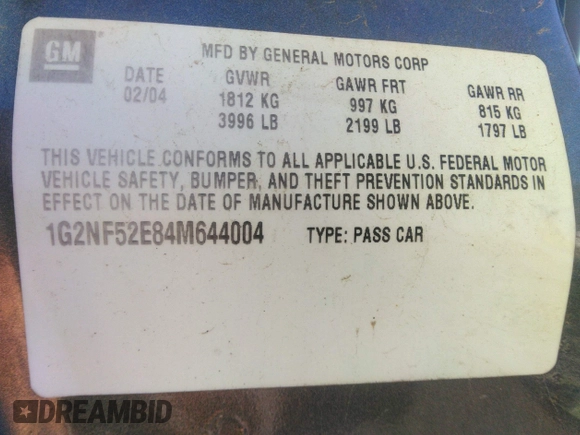 GM
MFD BY GENERAL MOTORS CORP
DATE GVWR GAWR FRT GAWR RR
02/04 1812 KG 997 KG 815 KG
3996 LB 2199 LB 1797 LB
THIS VEHICLE CONFORMS TO ALL APPLICABLE U.S. FEDERAL MOTOR
VEHICLE SAFETY, BUMPER, AND THEFT PREVENTION STANDARDS IN
EFFECT ON THE DATE OF MANUFACTURE SHOWN ABOVE.
1G2NF52E84M644004 TYPE: PASS CAR
DREAMBID